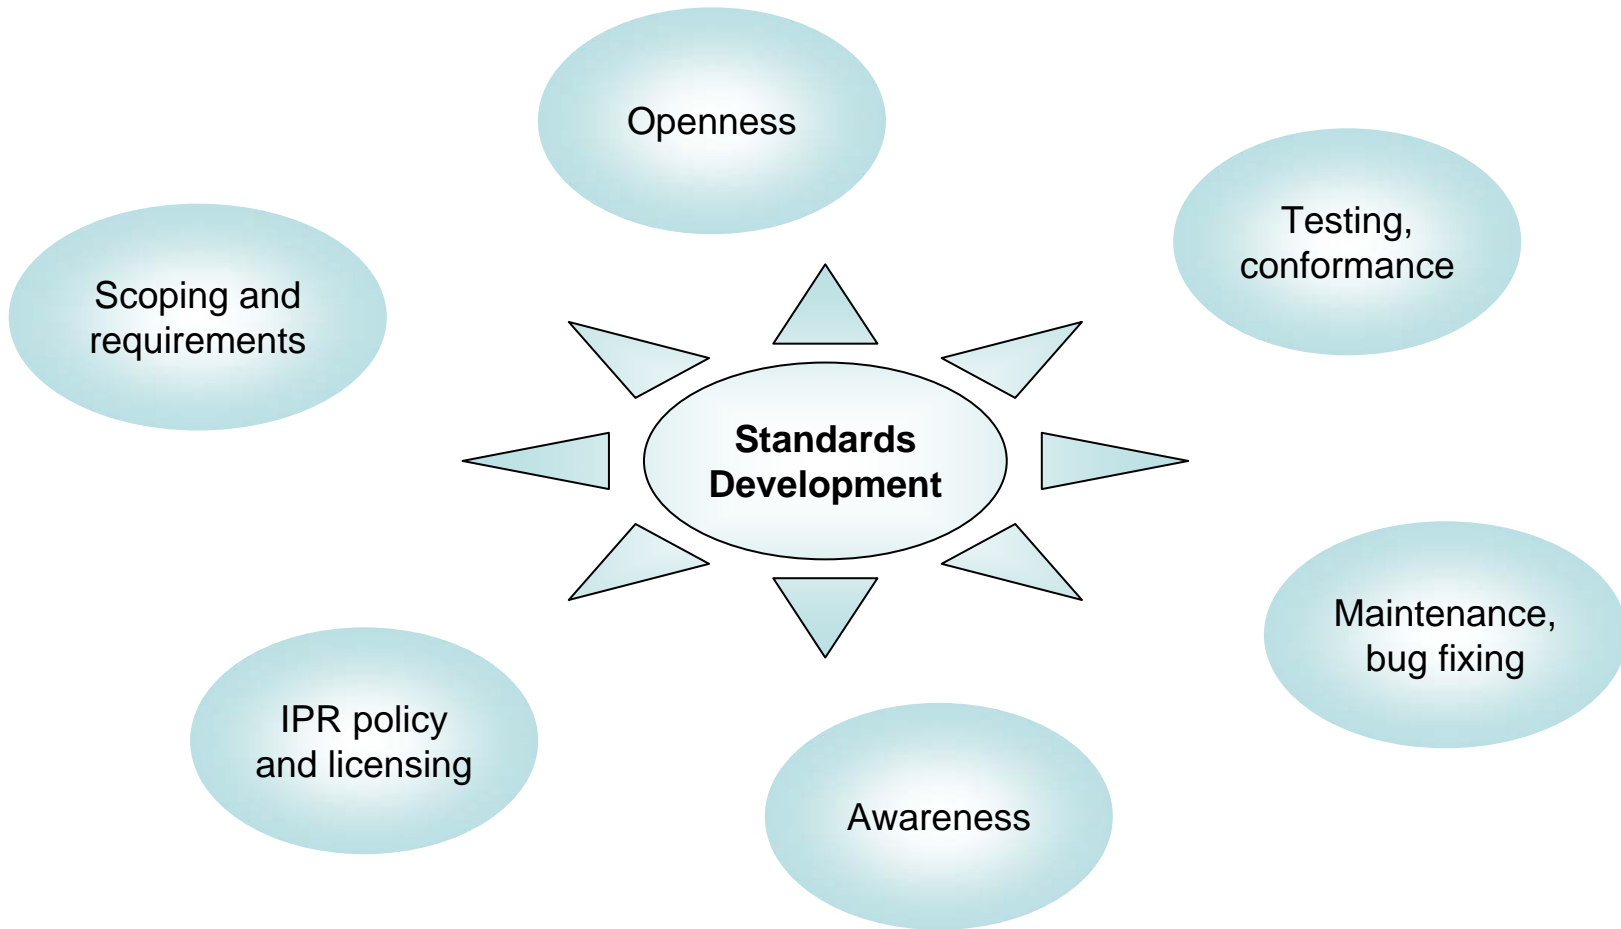 Openness
Testing,
conformance
Scoping and
requirements
Standards
Development
Maintenance,
bug fixing
IPR policy
and licensing
Awareness